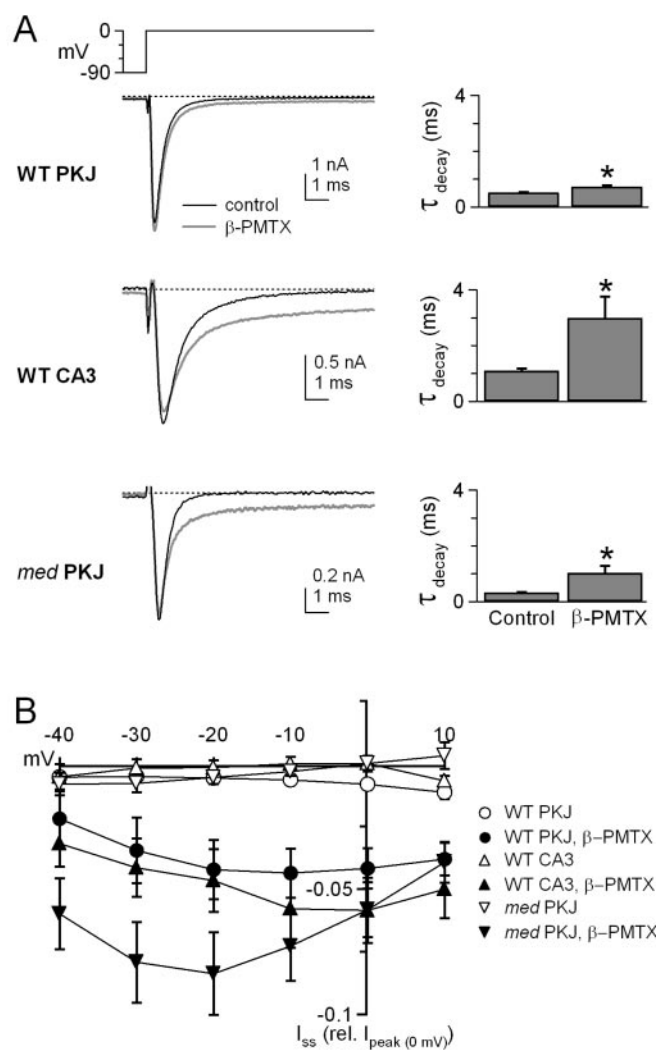 A
0
mV
-90
WT PKJ
1 nA
1 ms
control
β-PMTX
4
τ decay (ms)
*
0
WT CA3
0.5 nA
1 ms
4
τ decay (ms)
*
0
med PKJ
0.2 nA
1 ms
4
τ decay (ms)
*
0
Control β-PMTX
B
-40 -30 -20 -10 10
mV
-0.05
-0.1
I ss (rel. I peak (0 mV))
WT PKJ
WT PKJ, β–PMTX
WT CA3
WT CA3, β–PMTX
med PKJ
med PKJ, β–PMTX